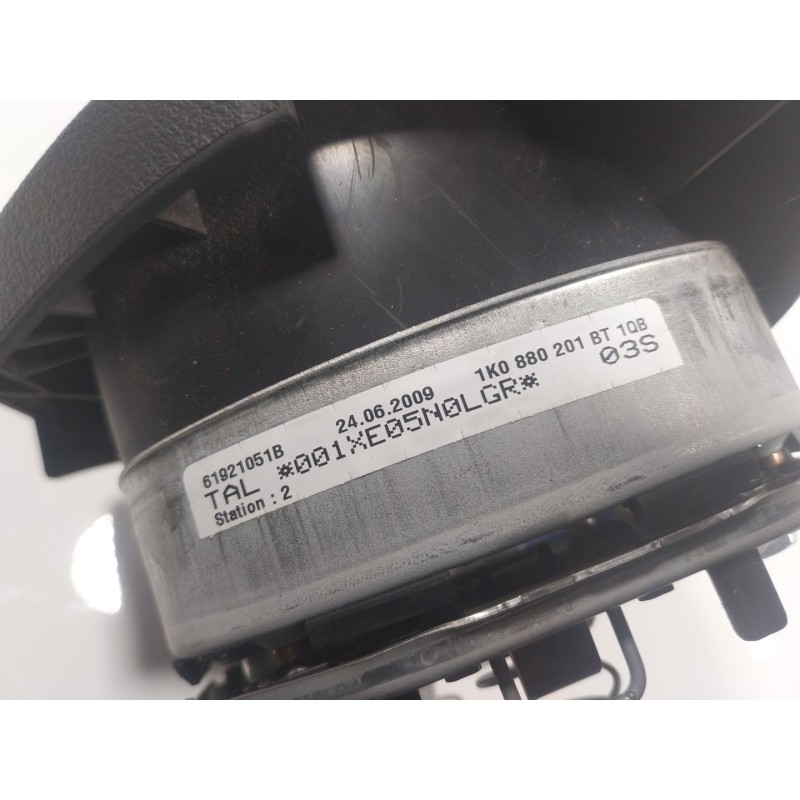 61921051B 24.06.2009 1K0 880 201 BT 1QB
TAL *001XE05N0LGR* 03S
Station : 2